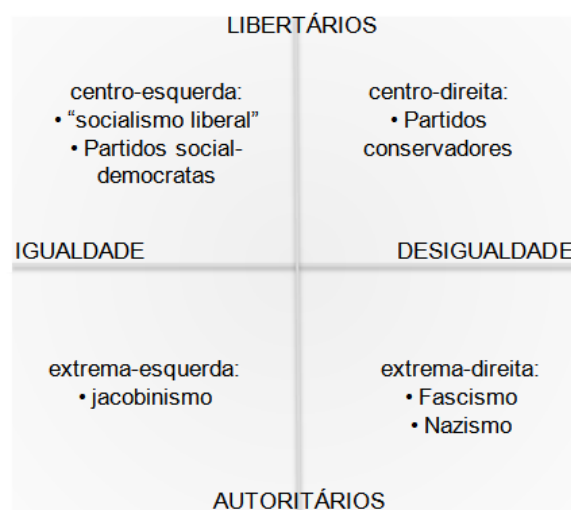 LIBERTÁRIOS
centro-esquerda:
• “socialismo liberal”
• Partidos social-
democratas
centro-direita:
• Partidos
conservadores
IGUALDADE
DESIGUALDADE
extrema-esquerda:
• jacobinismo
extrema-direita:
• Fascismo
• Nazismo
AUTORITÁRIOS